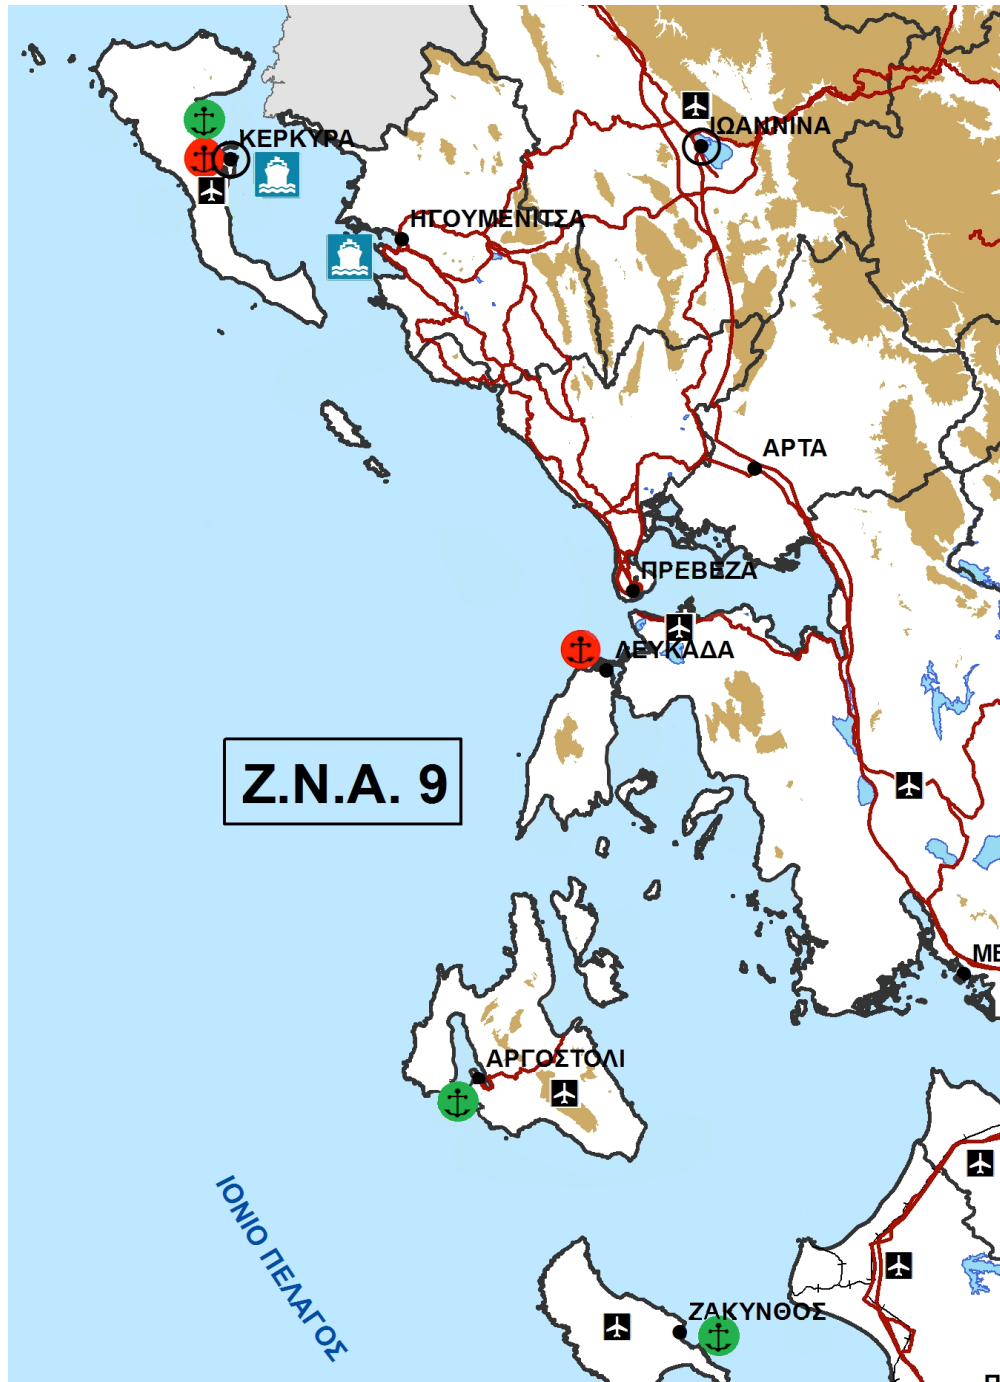 ΚΕΡΚΥΡΑ
ΙΩΑΝΝΙΝΑ
ΗΓΟΥΜΕΝΙΤΣΑ
ΑΡΤΑ
ΠΡΕΒΕΖΑ
ΛΕΥΚΑΔΑ
Ζ.Ν.Α. 9
ΜΕ
ΑΡΓΟΣΤΟΛΙ
ΙΟΝΙΟ ΠΕΛΑΓΟΣ
ΖΑΚΥΝΘΟΣ